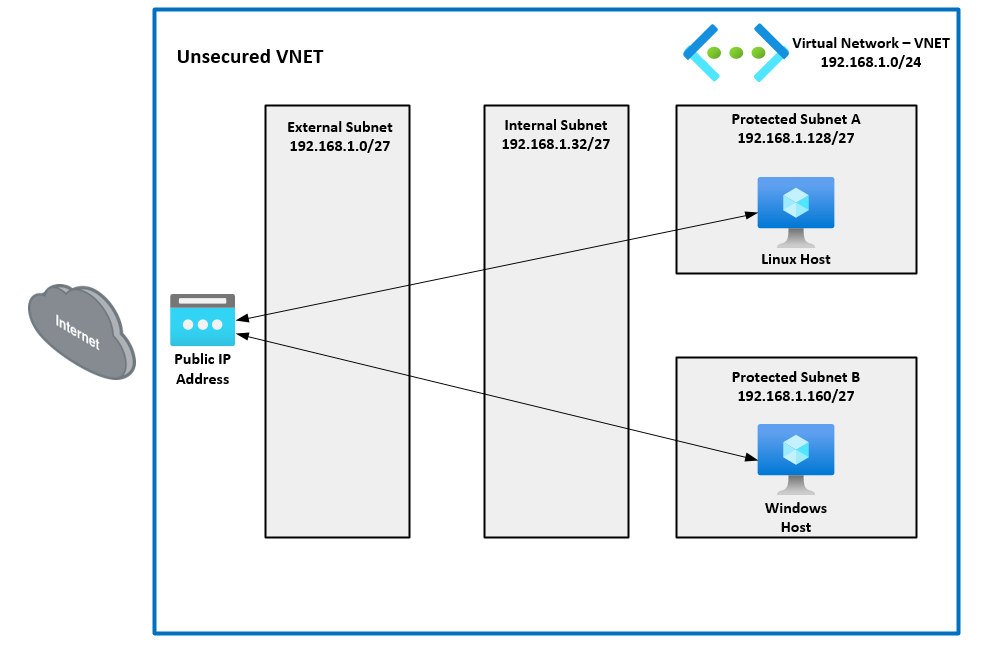 Unsecured VNET
Virtual Network – VNET
192.168.1.0/24
External Subnet
192.168.1.0/27
Internal Subnet
192.168.1.32/27
Protected Subnet A
192.168.1.128/27
Linux Host
Internet
Public IP
Address
Protected Subnet B
192.168.1.160/27
Windows
Host